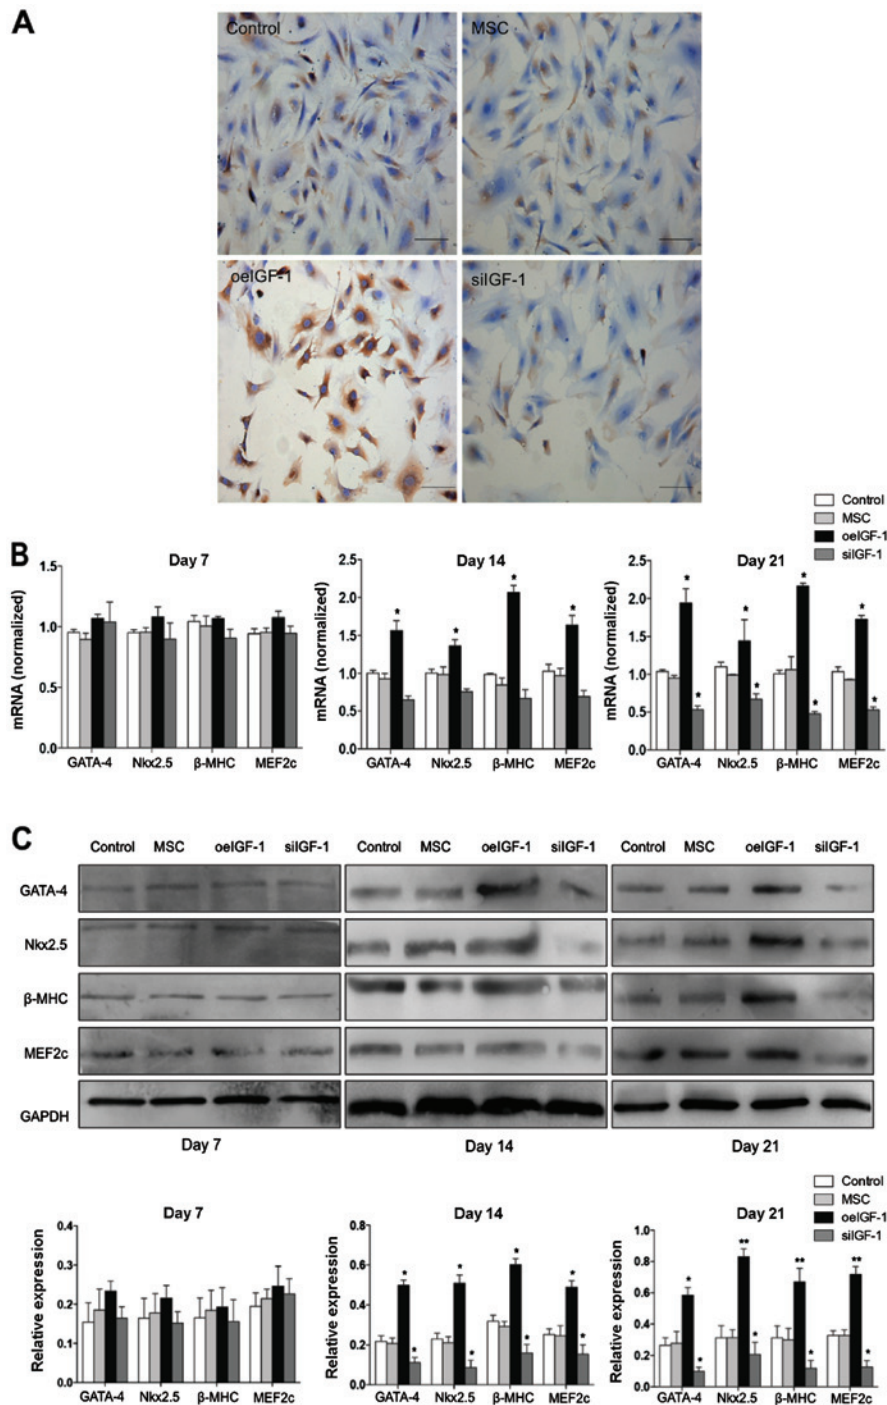 A
Control
MSC
oeIGF-1
siIGF-1
Control
MSC
oeIGF-1
siIGF-1
B
Day 7
mRNA (normalized)
1.5
1.0
0.5
0.0
GATA-4 Nkx2.5 β-MHC MEF2c
Day 14
mRNA (normalized)
2.5
2.0
1.5
1.0
0.5
0.0
* * * *
GATA-4 Nkx2.5 β-MHC MEF2c
Day 21
mRNA (normalized)
2.5
2.0
1.5
1.0
0.5
0.0
* * * * * * * *
GATA-4 Nkx2.5 β-MHC MEF2c
C
Control MSC oeIGF-1 siIGF-1 Control MSC oeIGF-1 siIGF-1 Control MSC oeIGF-1 siIGF-1
GATA-4
Nkx2.5
β-MHC
MEF2c
GAPDH
Day 7 Day 14 Day 21
Control
MSC
oeIGF-1
siIGF-1
Day 7
Relative expression
0.4
0.3
0.2
0.1
0.0
GATA-4 Nkx2.5 β-MHC MEF2c
Day 14
Relative expression
0.8
0.6
0.4
0.2
0.0
* * * * * * * *
GATA-4 Nkx2.5 β-MHC MEF2c
Day 21
Relative expression
1.0
0.8
0.6
0.4
0.2
0.0
* * ** * ** * ** *
GATA-4 Nkx2.5 β-MHC MEF2c